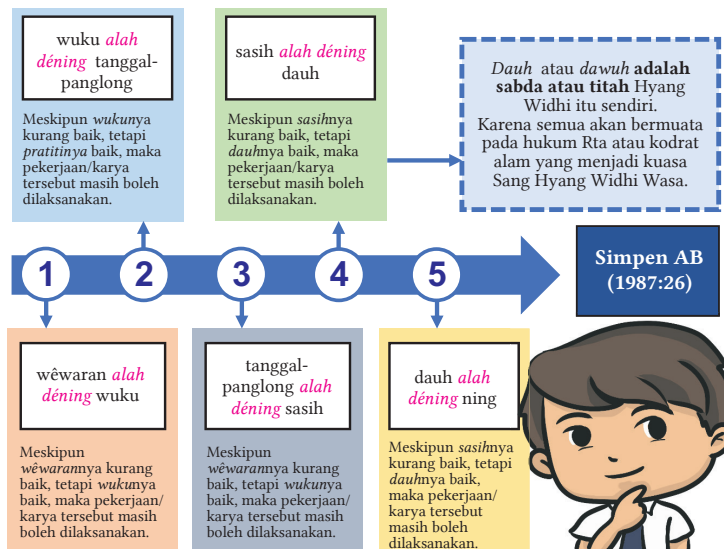 wuku alah
déning tanggal-
panglong
Meskipun wukunya
kurang baik, tetapi
pratitinya baik, maka
pekerjaan/karya
tersebut masih boleh
dilaksanakan.
sasih alah déning
dauh
Meskipun sasihnya
kurang baik, tetapi
dauhnya baik, maka
pekerjaan/karya
tersebut masih boleh
dilaksanakan.
Dauh atau dawuh adalah
sabda atau titah Hyang
Widhi itu sendiri.
Karena semua akan bermuata
pada hukum Rta atau kodrat
alam yang menjadi kuasa
Sang Hyang Widhi Wasa.
1 2 3 4 5
Simpen AB
(1987:26)
wêwaran alah
déning wuku
Meskipun
wêwarannya kurang
baik, tetapi wukunya
baik, maka pekerjaan/
karya tersebut masih
boleh dilaksanakan.
tanggal-
panglong alah
déning sasih
Meskipun
wêwarannya kurang
baik, tetapi wukunya
baik, maka pekerjaan/
karya tersebut masih
boleh dilaksanakan.
dauh alah
déning ning
Meskipun sasihnya
kurang baik, tetapi
dauhnya baik,
maka pekerjaan/
karya tersebut
masih boleh
dilaksanakan.